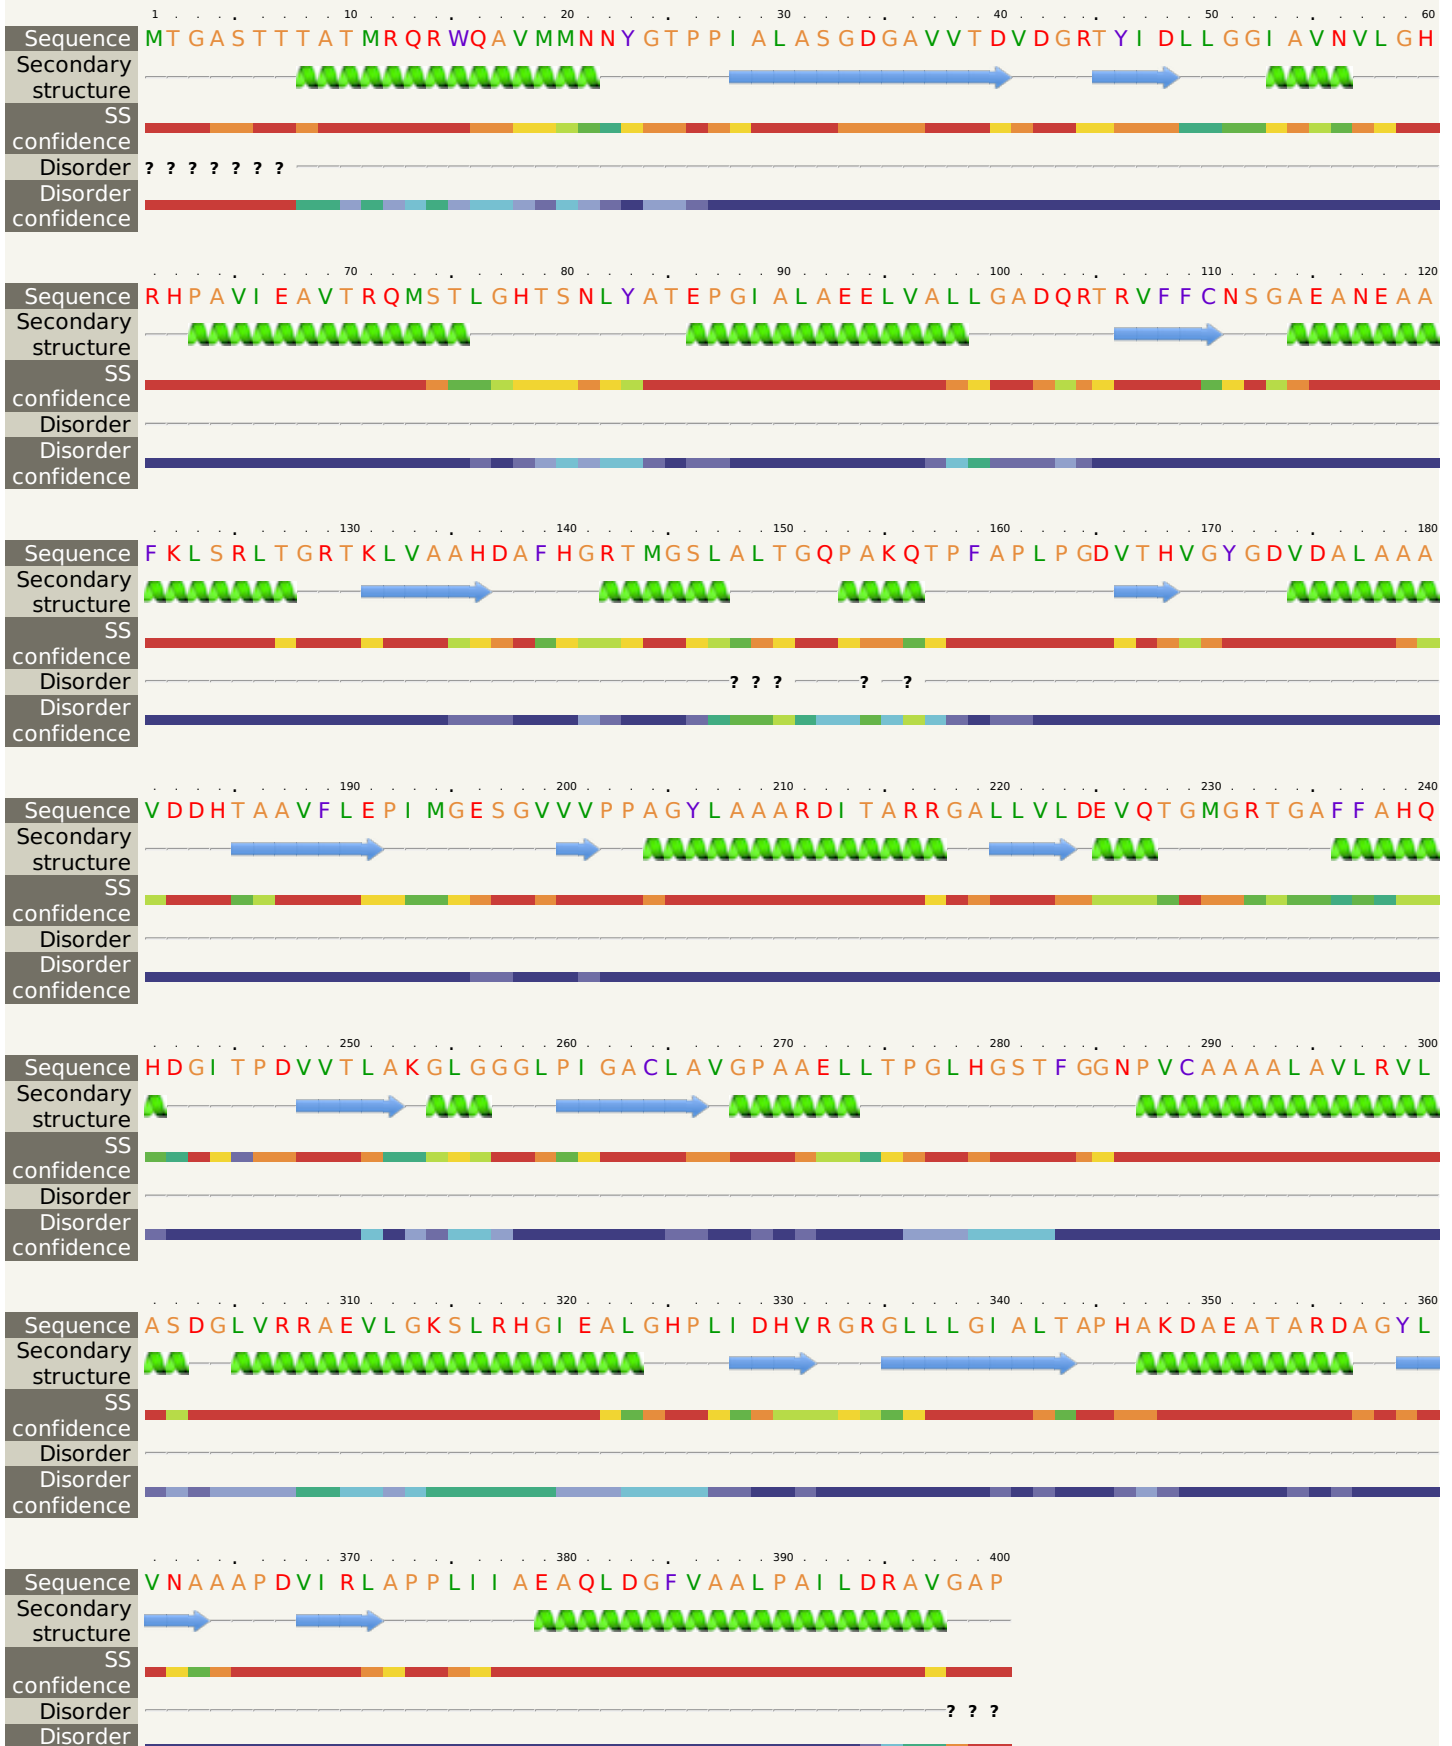 1 . . . . . . . . 10 . . . . . . . . . 20 . . . . . . . . . 30 . . . . . . . . . 40 . . . . . . . . . 50 . . . . . . . . . 60
Sequence MTGASTTTATMRQRWQAVMMNNYGTPPIALASGDGAVVTDVDGRTYIDLLGGIAVNVLGH
Secondary
structure
SS
confidence
Disorder ? ? ? ? ? ? ?
Disorder
confidence
. . . . . . . . . 70 . . . . . . . . . 80 . . . . . . . . . 90 . . . . . . . . . 100 . . . . . . . . . 110 . . . . . . . . . 120
Sequence RHPAVIEAVTRQMSTLGHTSNLYATEPGIALAEELVALLGADQRTRVFFCNSGAEANEAA
Secondary
structure
SS
confidence
Disorder
Disorder
confidence
. . . . . . . . . 130 . . . . . . . . . 140 . . . . . . . . . 150 . . . . . . . . . 160 . . . . . . . . . 170 . . . . . . . . . 180
Sequence FKLSRLTGRTKLVAAHDAFHGRTMGSLALTGQPAKQTPFAPLPGDVTHVGYGDVDALAAA
Secondary
structure
SS
confidence
Disorder ? ? ? ? ?
Disorder
confidence
. . . . . . . . . 190 . . . . . . . . . 200 . . . . . . . . . 210 . . . . . . . . . 220 . . . . . . . . . 230 . . . . . . . . . 240
Sequence VDDHTAAVFLEPIMGESGVVVPPAGYLAAARDITARRGALLVLDEVQTGMGRTGAFFAHQ
Secondary
structure
SS
confidence
Disorder
Disorder
confidence
. . . . . . . . . 250 . . . . . . . . . 260 . . . . . . . . . 270 . . . . . . . . . 280 . . . . . . . . . 290 . . . . . . . . . 300
Sequence HDGITPDVVTLAKGLGGGLPIGACLAVGPAAELLTPGLHGSTFGGNPVCAAAALAVLRVL
Secondary
structure
SS
confidence
Disorder
Disorder
confidence
. . . . . . . . . 310 . . . . . . . . . 320 . . . . . . . . . 330 . . . . . . . . . 340 . . . . . . . . . 350 . . . . . . . . . 360
Sequence ASDGLVRRAEVLGKSLRHGIEALGHPLIDHVRGRGLLLGIALTAPHAKDAEATARDAGYL
Secondary
structure
SS
confidence
Disorder
Disorder
confidence
. . . . . . . . . 370 . . . . . . . . . 380 . . . . . . . . . 390 . . . . . . . . . 400
Sequence VNAAAPDVIRLAPPLIIAEAQLDGFVAALPAILDRAVGAP
Secondary
structure
SS
confidence
Disorder ? ? ?
Disorder